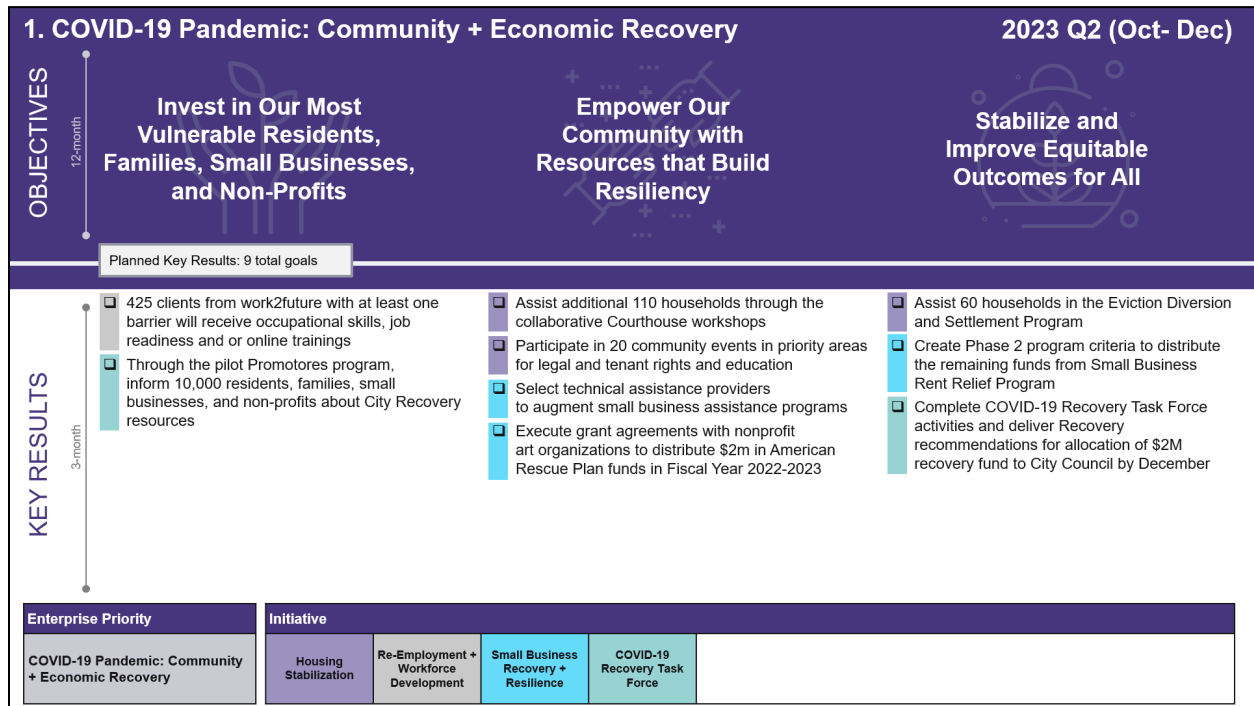 1. COVID-19 Pandemic: Community + Economic Recovery
2023 Q2 (Oct- Dec)
OBJECTIVES
12-month
Invest in Our Most
Vulnerable Residents,
Families, Small Businesses,
and Non-Profits
Empower Our
Community with
Resources that Build
Resiliency
Stabilize and
Improve Equitable
Outcomes for All
Planned Key Results: 9 total goals
KEY RESULTS
3-month
❑ 425 clients from work2future with at least one
barrier will receive occupational skills, job
readiness and or online trainings
❑ Through the pilot Promotores program,
inform 10,000 residents, families, small
businesses, and non-profits about City Recovery
resources
❑ Assist additional 110 households through the
collaborative Courthouse workshops
❑ Participate in 20 community events in priority areas
for legal and tenant rights and education
❑ Select technical assistance providers
to augment small business assistance programs
❑ Execute grant agreements with nonprofit
art organizations to distribute $2m in American
Rescue Plan funds in Fiscal Year 2022-2023
❑ Assist 60 households in the Eviction Diversion
and Settlement Program
❑ Create Phase 2 program criteria to distribute
the remaining funds from Small Business
Rent Relief Program
❑ Complete COVID-19 Recovery Task Force
activities and deliver Recovery
recommendations for allocation of $2M
recovery fund to City Council by December
Enterprise Priority
COVID-19 Pandemic: Community
+ Economic Recovery
Initiative
Housing
Stabilization
Re-Employment +
Workforce
Development
Small Business
Recovery +
Resilience
COVID-19
Recovery Task
Force